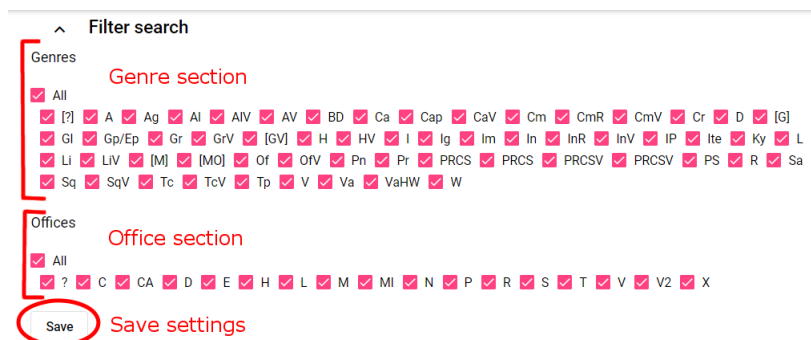 Filter search
Genres
Genre section
All
[?] A Ag Al AIV AV BD Ca Cap CaV Cm CmR CmV Cr D [G]
Gl Gp/Ep Gr GrV [GV] H HV I Ig Im In InR InV IP Ite Ky L
Li LiV [M] [MO] Of OfV Pn Pr PRCS PRCS PRCSV PRCSV PS R Sa
Sq SqV Tc TcV Tp V Va VaHW W
Offices
Office section
All
? C CA D E H L M MI N P R S T V V2 X
Save
Save settings